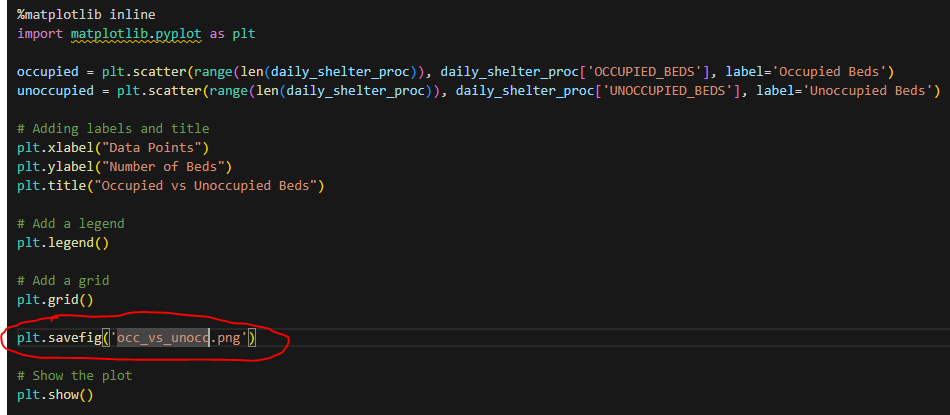 %matplotlib inline
import matplotlib.pyplot as plt
occupied = plt.scatter(range(len(daily_shelter_proc)), daily_shelter_proc['OCCUPIED_BEDS'], label='Occupied Beds')
unoccupied = plt.scatter(range(len(daily_shelter_proc)), daily_shelter_proc['UNOCCUPIED_BEDS'], label='Unoccupied Beds')
# Adding labels and title
plt.xlabel("Data Points")
plt.ylabel("Number of Beds")
plt.title("Occupied vs Unoccupied Beds")
# Add a legend
plt.legend()
# Add a grid
plt.grid()
plt.savefig('occ_vs_unocc.png')
# Show the plot
plt.show()